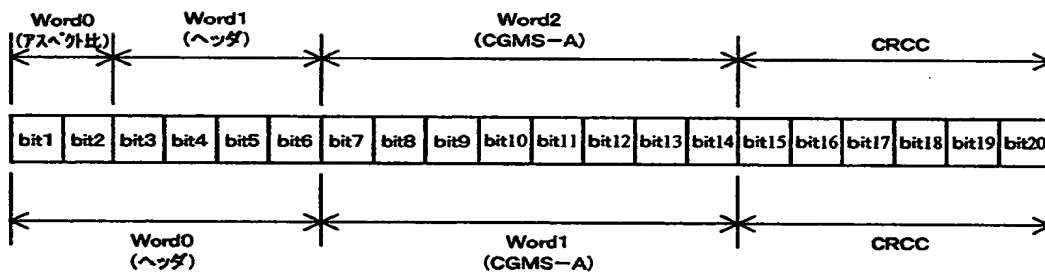 Word0
(アスペクト比)
Word1
(ヘッダ)
Word2
(CGMS-A)
CRCC
bit1 bit2 bit3 bit4 bit5 bit6 bit7 bit8 bit9 bit10 bit11 bit12 bit13 bit14 bit15 bit16 bit17 bit18 bit19 bit20
Word0
(ヘッダ)
Word1
(CGMS-A)
CRCC